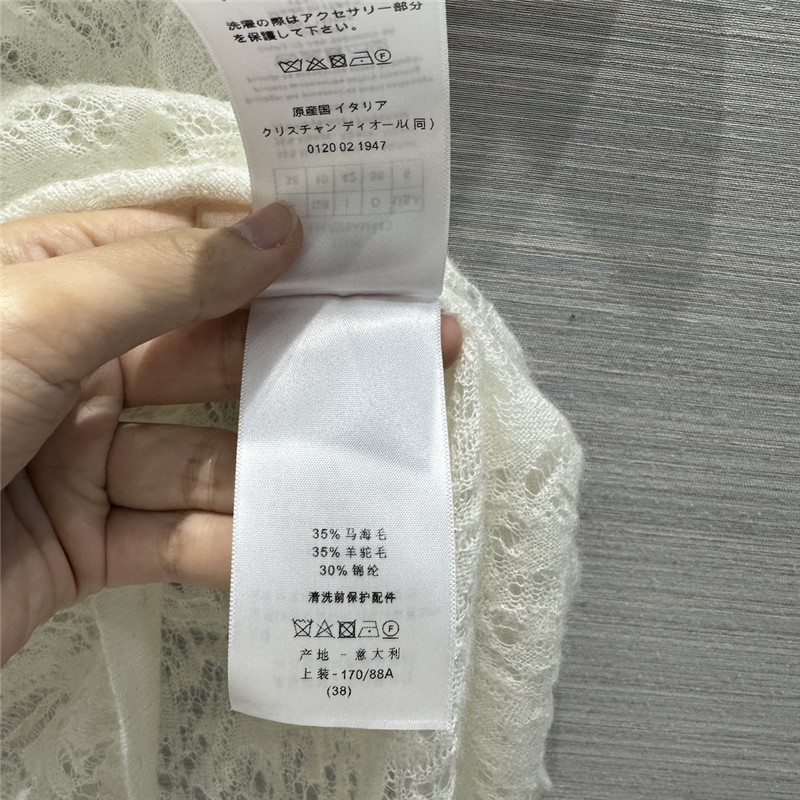 洗濯の際はアクセサリー部分
を保護して下さい。
原産国 イタリア
クリスチャン ディオール(同)
0120 02 1947
35% 马海毛
35% 羊驼毛
30% 锦纶
清洗前保护配件
产地 - 意大利
上装 - 170/88A
(38)